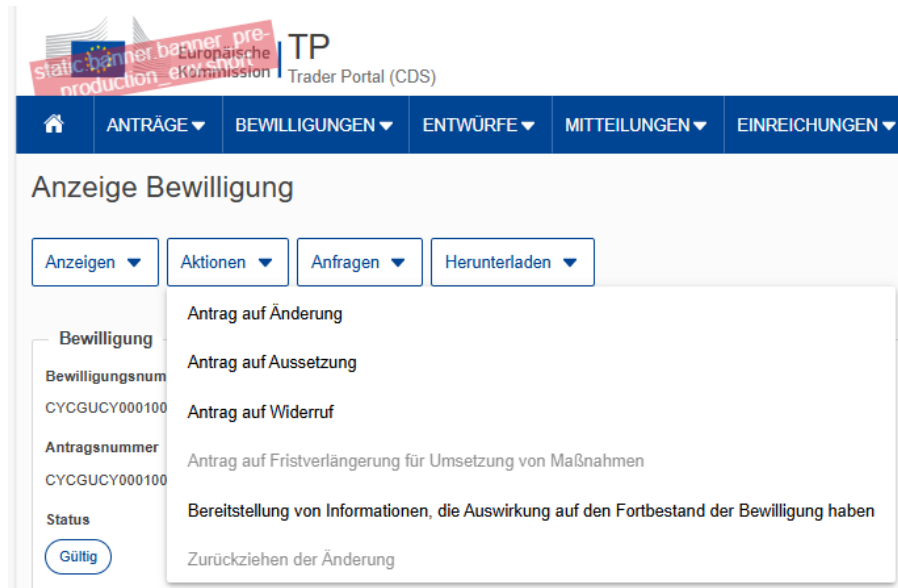 static.banner.banner_pre-
production_env.short
Europäische
Kommission
TP
Trader Portal (CDS)
ANTRÄGE BEWILLIGUNGEN ENTWÜRFE MITTEILUNGEN EINREICHUNGEN
Anzeige Bewilligung
Anzeigen Aktionen Anfragen Herunterladen
Antrag auf Änderung
Antrag auf Aussetzung
Antrag auf Widerruf
Antrag auf Fristverlängerung für Umsetzung von Maßnahmen
Bereitstellung von Informationen, die Auswirkung auf den Fortbestand der Bewilligung haben
Zurückziehen der Änderung
Bewilligung
Bewilligungsnum
CYCGUCY000100
Antragsnummer
CYCGUCY000100
Status
Gültig